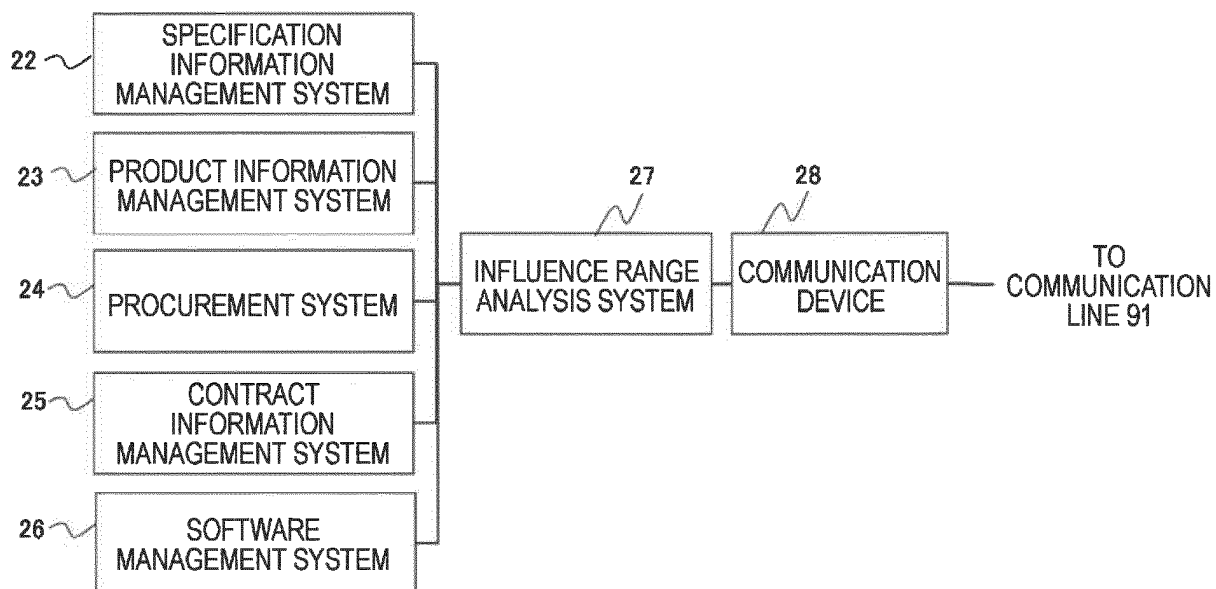 22
SPECIFICATION
INFORMATION
MANAGEMENT SYSTEM
23
PRODUCT INFORMATION
MANAGEMENT SYSTEM
24
PROCUREMENT SYSTEM
25
CONTRACT
INFORMATION
MANAGEMENT SYSTEM
26
SOFTWARE
MANAGEMENT SYSTEM
27
INFLUENCE RANGE
ANALYSIS SYSTEM
28
COMMUNICATION
DEVICE
TO
COMMUNICATION
LINE 91